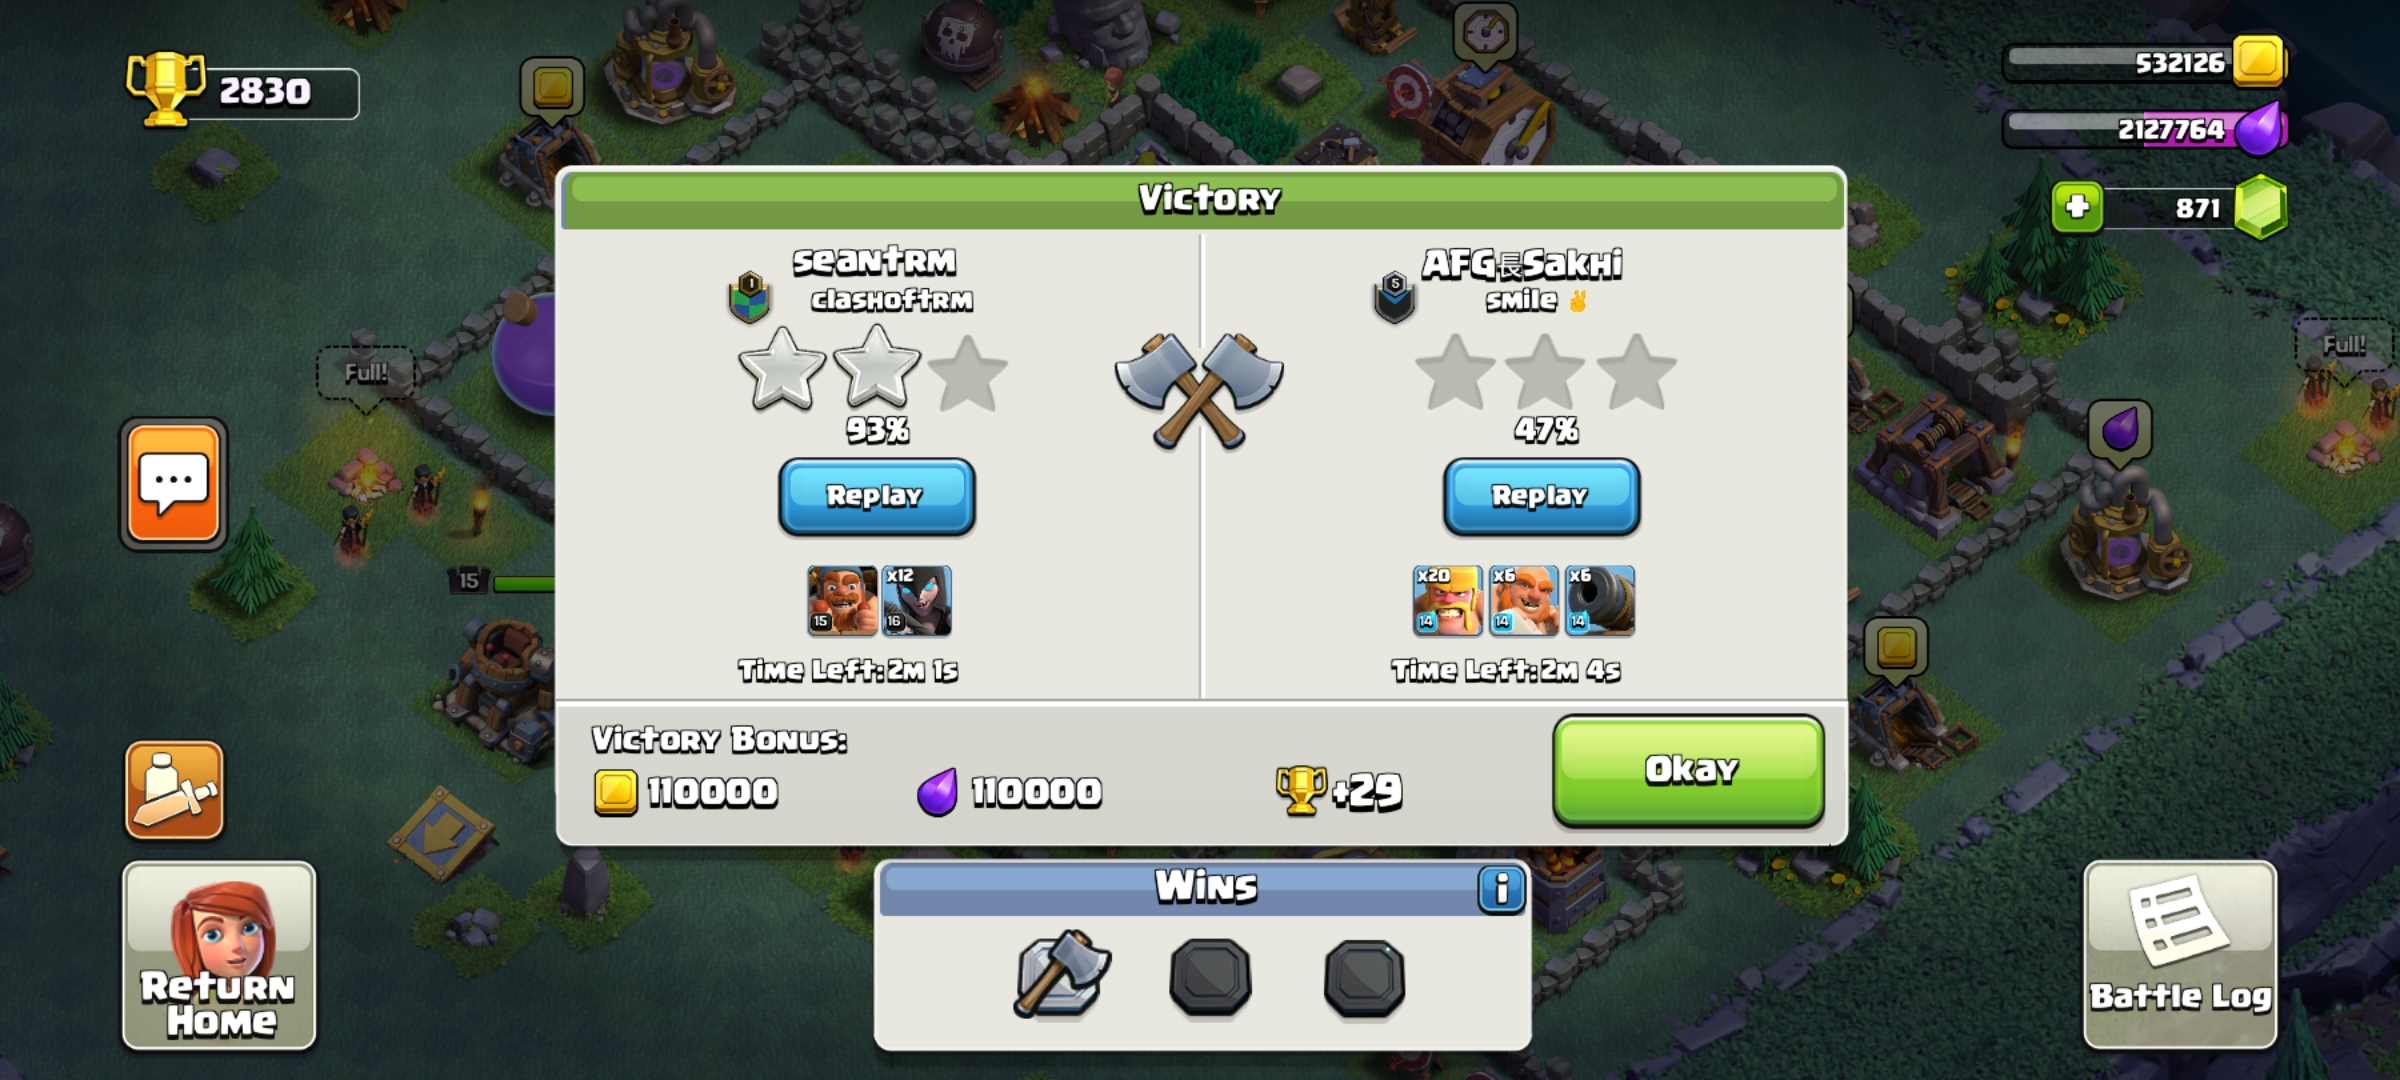 2830
532126
2127764
871
Victory
seantrm
clashoftrm
1
93%
Replay
15
x12
16
Time Left:2m 1s
AFG長Sakhi
smile ✌
5
47%
Replay
x20
14
x6
14
x6
14
Time Left:2m 4s
Full!
Full!
15
Victory Bonus:
110000
110000
+29
Okay
Wins
i
Return
Home
Battle Log